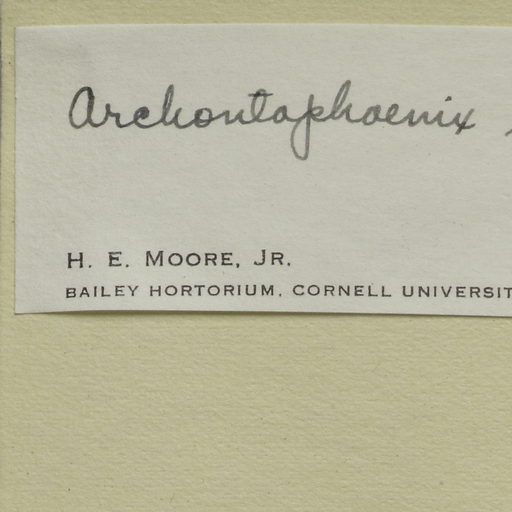 Archontophoenix
H. E. MOORE, JR.
BAILEY HORTORIUM, CORNELL UNIVERSIT